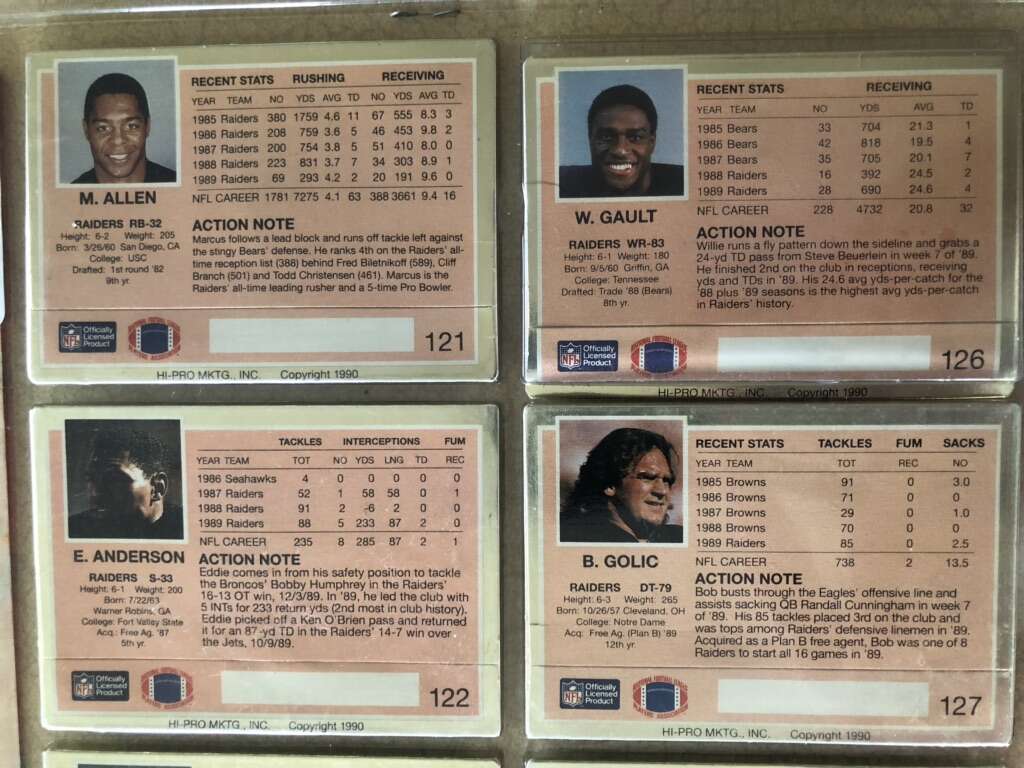 RECENT STATS RUSHING RECEIVING
YEAR TEAM NO YDS AVG TD NO YDS AVG TD
1985 Raiders 380 1759 4.6 11 67 555 8.3 3
1986 Raiders 208 759 3.6 5 46 453 9.8 2
1987 Raiders 200 754 3.8 5 51 410 8.0 0
1988 Raiders 223 831 3.7 7 34 303 8.9 1
1989 Raiders 69 293 4.2 2 20 191 9.6 0
NFL CAREER 1781 7275 4.1 63 388 3661 9.4 16
M. ALLEN
RAIDERS RB-32
Height: 6-2 Weight: 205
Born: 3/26/60 San Diego, CA
College: USC
Drafted: 1st round '82
9th yr.
ACTION NOTE
Marcus follows a lead block and runs off tackle left against
the stingy Bears' defense. He ranks 4th on the Raiders' all-
time reception list (388) behind Fred Biletnikoff (589), Cliff
Branch (501) and Todd Christensen (461). Marcus is the
Raiders' all-time leading rusher and a 5-time Pro Bowler.
NFL
Officially
Licensed
Product
121
HI-PRO MKTG., INC. Copyright 1990
RECENT STATS RECEIVING
YEAR TEAM NO YDS AVG TD
1985 Bears 33 704 21.3 1
1986 Bears 42 818 19.5 4
1987 Bears 35 705 20.1 7
1988 Raiders 16 392 24.5 2
1989 Raiders 28 690 24.6 4
NFL CAREER 228 4732 20.8 32
W. GAULT
RAIDERS WR-83
Height: 6-1 Weight: 180
Born: 9/5/60 Griffin, GA
College: Tennessee
Drafted: Trade '88 (Bears)
8th yr.
ACTION NOTE
Willie runs a fly pattern down the sideline and grabs a
24-yd TD pass from Steve Beuerlein in week 7 of '89.
He finished 2nd on the club in receptions, receiving
yds and TDs in '89. His 24.6 avg yds-per-catch for the
'88 plus '89 seasons is the highest avg yds-per-catch
in Raiders' history.
NFL
Officially
Licensed
Product
126
HI-PRO MKTG., INC. Copyright 1990
TACKLES INTERCEPTIONS FUM
YEAR TEAM TOT NO YDS LNG TD REC
1986 Seahawks 4 0 0 0 0 0
1987 Raiders 52 1 58 58 0 1
1988 Raiders 91 2 -6 2 0 0
1989 Raiders 88 5 233 87 2 0
NFL CAREER 235 8 285 87 2 1
E. ANDERSON
RAIDERS S-33
Height: 6-1 Weight: 200
Born: 7/22/63
Warner Robins, GA
College: Fort Valley State
Acq.: Free Ag. '87
5th yr.
ACTION NOTE
Eddie comes in from his safety position to tackle
the Broncos' Bobby Humphrey in the Raiders'
16-13 OT win, 12/3/89. In '89, he led the club with
5 INTs for 233 return yds (2nd most in club history).
Eddie picked off a Ken O'Brien pass and returned
it for an 87-yd TD in the Raiders' 14-7 win over
the Jets, 10/9/89.
NFL
Officially
Licensed
Product
122
HI-PRO MKTG., INC. Copyright 1990
RECENT STATS TACKLES FUM SACKS
YEAR TEAM TOT REC NO
1985 Browns 91 0 3.0
1986 Browns 71 0 0
1987 Browns 29 0 1.0
1988 Browns 70 0 0
1989 Raiders 85 0 2.5
NFL CAREER 738 2 13.5
B. GOLIC
RAIDERS DT-79
Height: 6-3 Weight: 265
Born: 10/26/57 Cleveland, OH
College: Notre Dame
Acq.: Free Ag. (Plan B) '89
12th yr.
ACTION NOTE
Bob busts through the Eagles' offensive line and
assists sacking QB Randall Cunningham in week 7
of '89. His 85 tackles placed 3rd on the club and
was tops among Raiders' defensive linemen in '89.
Acquired as a Plan B free agent, Bob was one of 8
Raiders to start all 16 games in '89.
NFL
Officially
Licensed
Product
127
HI-PRO MKTG., INC. Copyright 1990